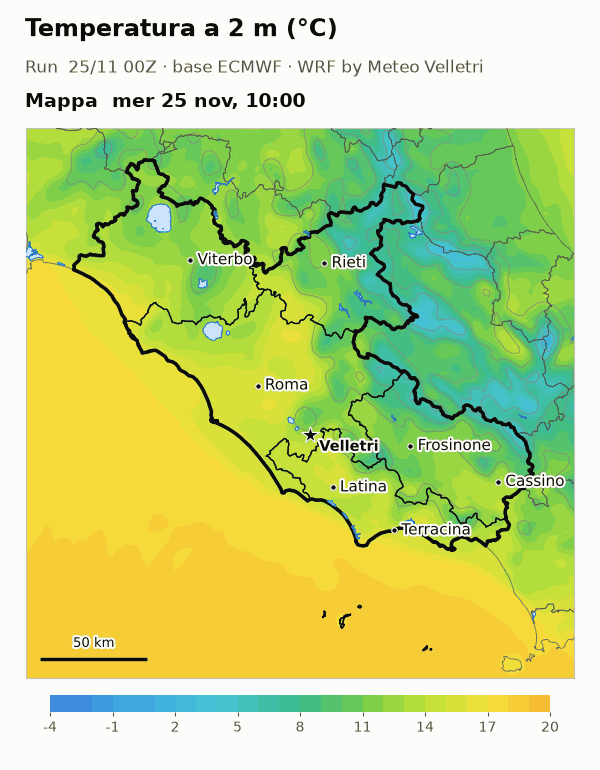 Temperatura a 2 m (°C)
Run  25/11 00Z · base ECMWF · WRF by Meteo Velletri
Mappa  mer 25 nov, 10:00
Viterbo
Rieti
Roma
Velletri
Frosinone
Latina
Cassino
Terracina
50 km
-4 -1 2 5 8 11 14 17 20